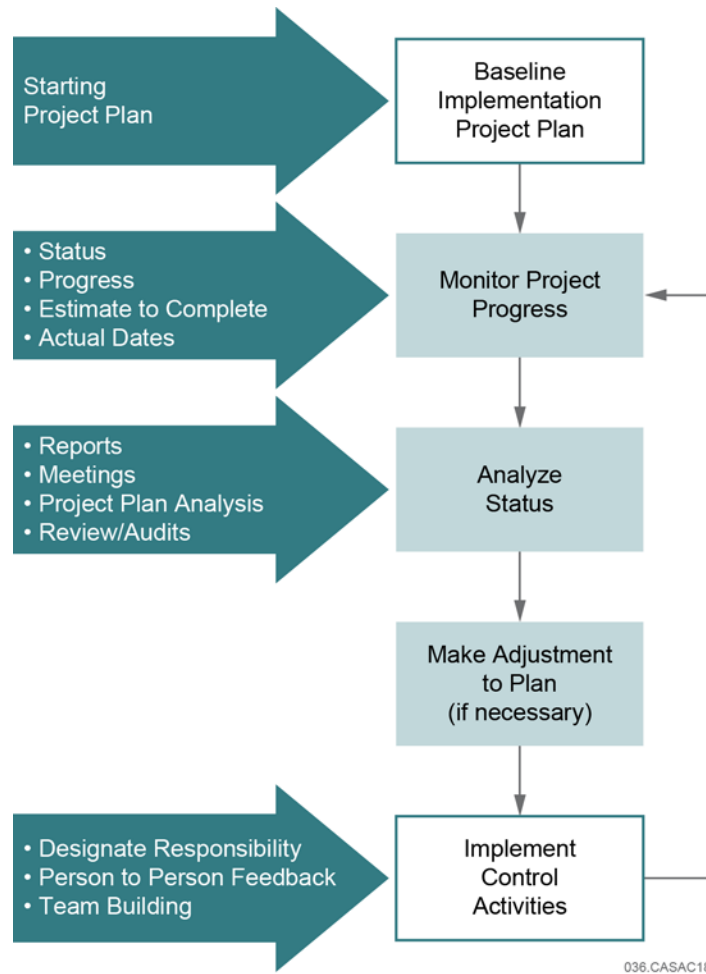 Starting
Project Plan
Baseline
Implementation
Project Plan
• Status
• Progress
• Estimate to Complete
• Actual Dates
Monitor Project
Progress
• Reports
• Meetings
• Project Plan Analysis
• Review/Audits
Analyze
Status
Make Adjustment
to Plan
(if necessary)
• Designate Responsibility
• Person to Person Feedback
• Team Building
Implement
Control
Activities
036.CASAC18